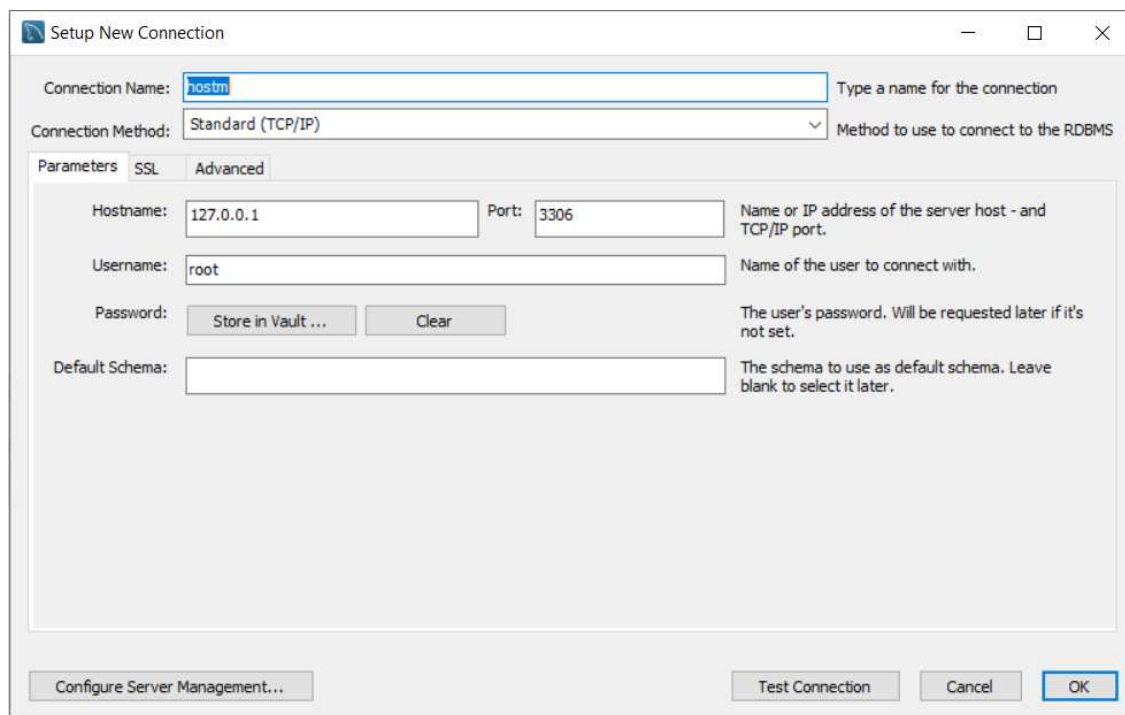 Setup New Connection
Connection Name: hostm Type a name for the connection
Connection Method: Standard (TCP/IP) Method to use to connect to the RDBMS
Parameters SSL Advanced
Hostname: 127.0.0.1 Port: 3306 Name or IP address of the server host - and
TCP/IP port.
Username: root Name of the user to connect with.
Password: Store in Vault ... Clear The user's password. Will be requested later if it's
not set.
Default Schema: The schema to use as default schema. Leave
blank to select it later.
Configure Server Management... Test Connection Cancel OK